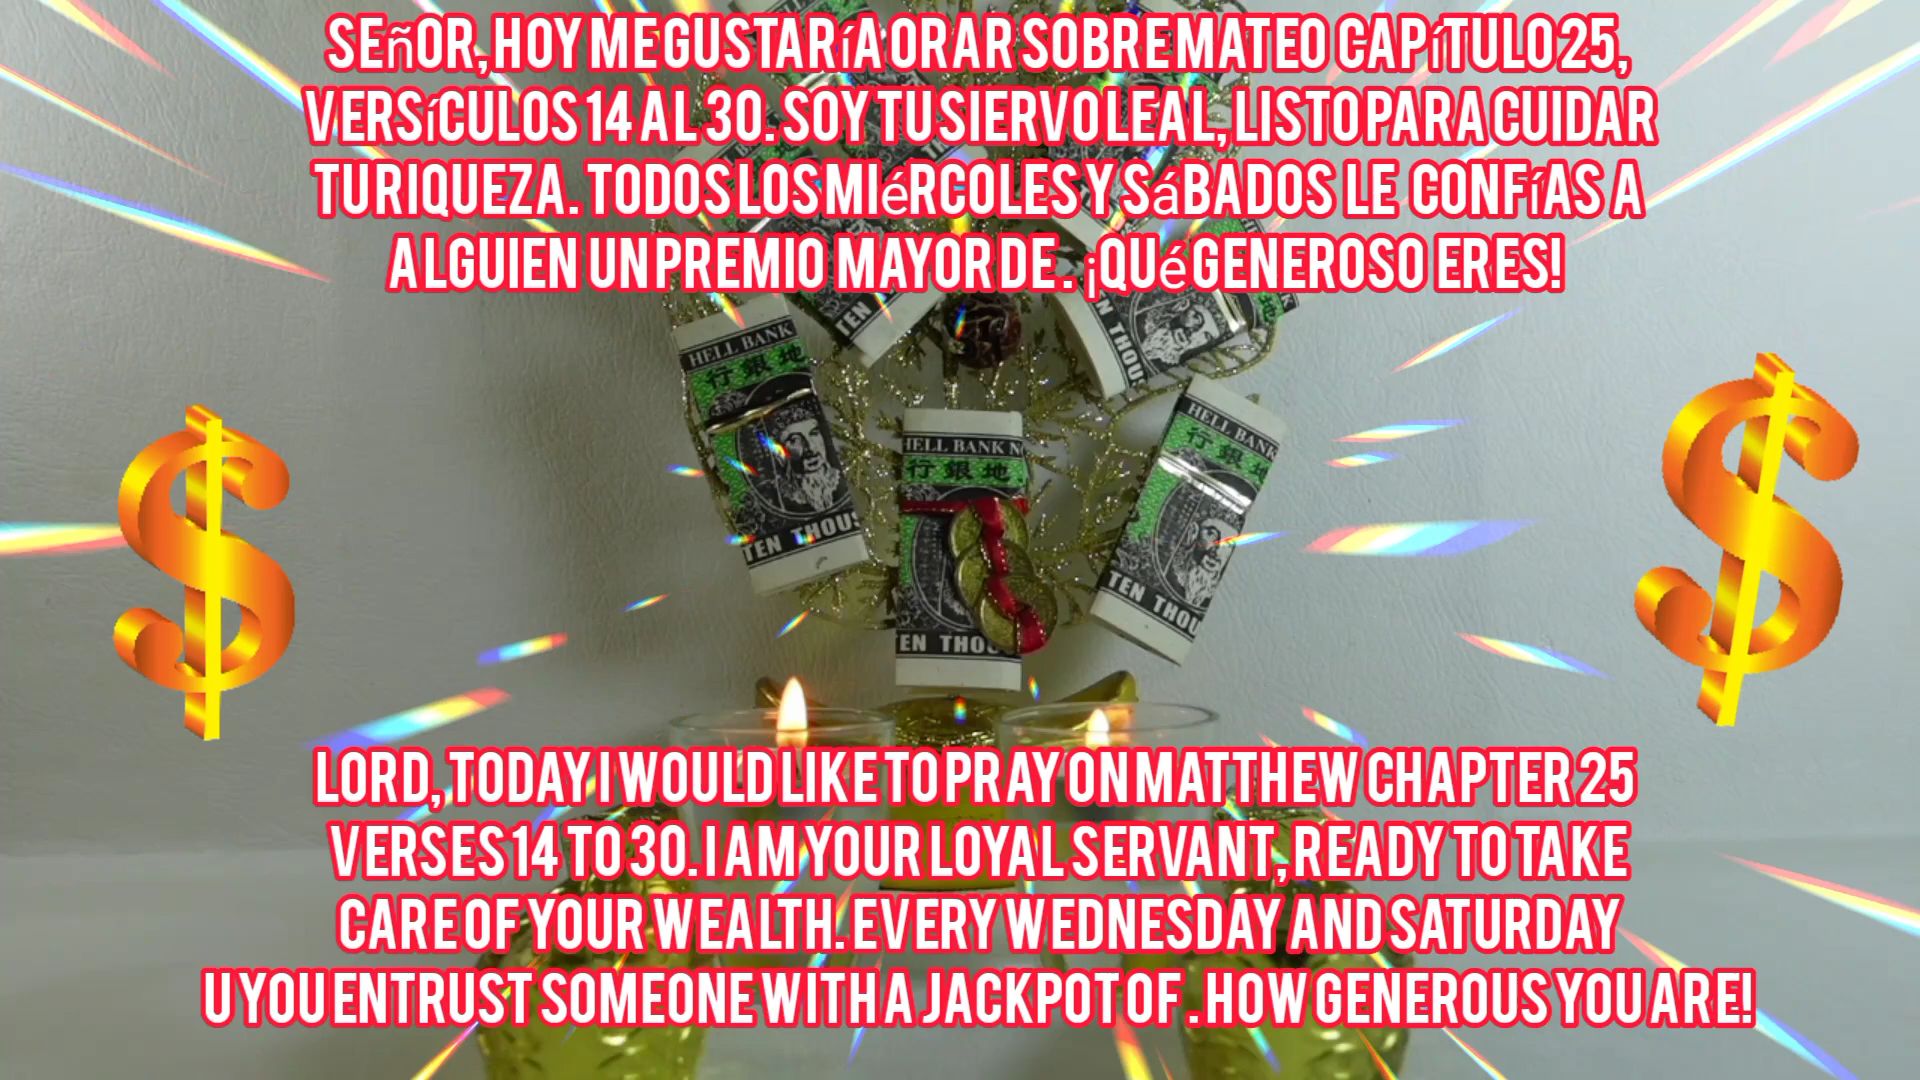 SEñOR, HOY ME GUSTARíA ORAR SOBRE MATEO CAPíTULO 25,
VERSíCULOS 14 AL 30. SOY TU SIERVO LEAL, LISTO PARA CUIDAR
TU RIQUEZA. TODOS LOS MIéRCOLES Y SáBADOS LE CONFíAS A
ALGUIEN UN PREMIO MAYOR DE. ¡QUé GENEROSO ERES!
TEN
N THOUS
HELL BANK
行銀地
TEN THOUS
HELL BANK N
行銀地
TEN THOU
HELL BANK
行銀地
TEN THOU
LORD, TODAY I WOULD LIKE TO PRAY ON MATTHEW CHAPTER 25
VERSES 14 TO 30. I AM YOUR LOYAL SERVANT, READY TO TAKE
CARE OF YOUR WEALTH. EVERY WEDNESDAY AND SATURDAY
U YOU ENTRUST SOMEONE WITH A JACKPOT OF . HOW GENEROUS YOU ARE!